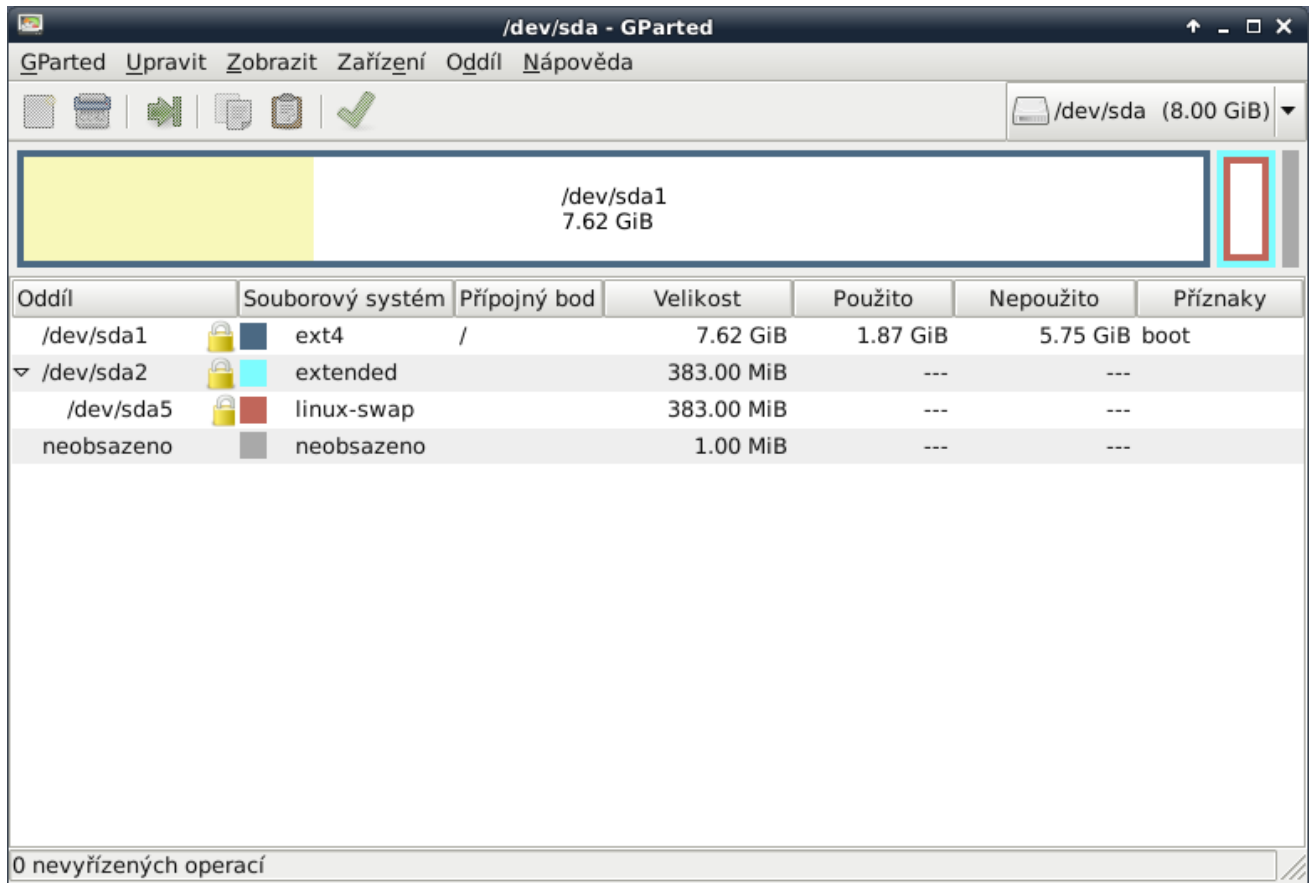 /dev/sda - GParted
GParted Upravit Zobrazit Zařízení Oddíl Nápověda
/dev/sda (8.00 GiB)
/dev/sda1
7.62 GiB
Oddíl Souborový systém Přípojný bod Velikost Použito Nepoužito Příznaky
/dev/sda1 ext4 / 7.62 GiB 1.87 GiB 5.75 GiB boot
/dev/sda2 extended 383.00 MiB --- ---
/dev/sda5 linux-swap 383.00 MiB --- ---
neobsazeno neobsazeno 1.00 MiB --- ---
0 nevyřízených operací